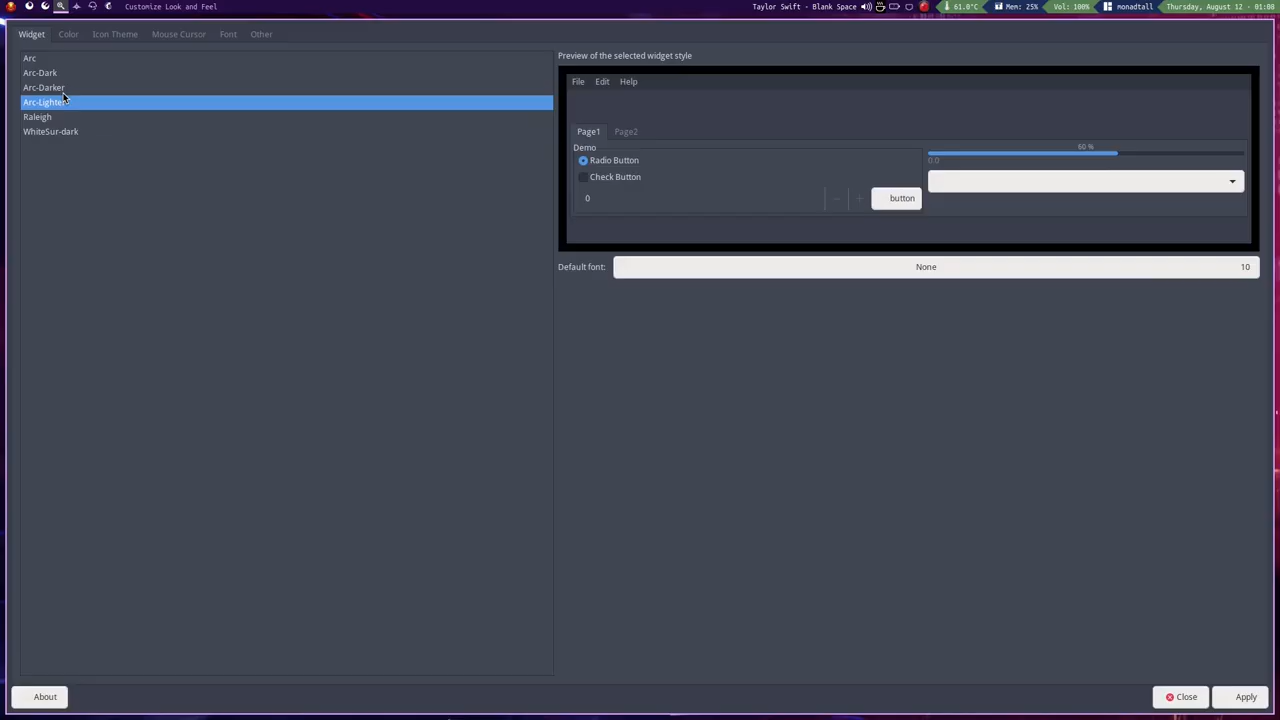 Customize Look and Feel
Taylor Swift - Blank Space
61.0°C
Mem: 25%
Vol: 100%
monadtall
Thursday, August 12 - 01:08
Widget Color Icon Theme Mouse Cursor Font Other
Arc
Arc-Dark
Arc-Darker
Arc-Lighter
Raleigh
WhiteSur-dark
Preview of the selected widget style
File Edit Help
Page1 Page2
Demo
Radio Button
Check Button
0
button
60 %
0.0
Default font:
None 10
About
Close
Apply